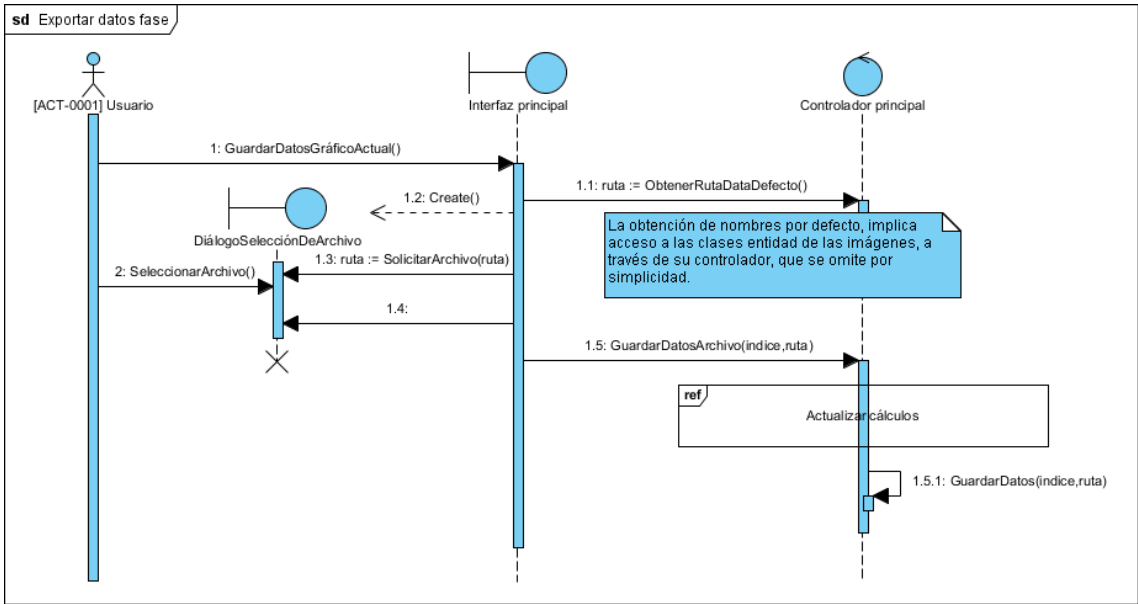 sd Exportar datos fase
[ACT-0001] Usuario
Interfaz principal
Controlador principal
1: GuardarDatosGráficoActual()
1.1: ruta := ObtenerRutaDataDefecto()
1.2: Create()
La obtención de nombres por defecto, implica
acceso a las clases entidad de las imágenes, a
través de su controlador, que se omite por
simplicidad.
DiálogoSelecciónDeArchivo
1.3: ruta := SolicitarArchivo(ruta)
2: SeleccionarArchivo()
1.4:
1.5: GuardarDatosArchivo(indice,ruta)
ref
Actualizar cálculos
1.5.1: GuardarDatos(indice,ruta)